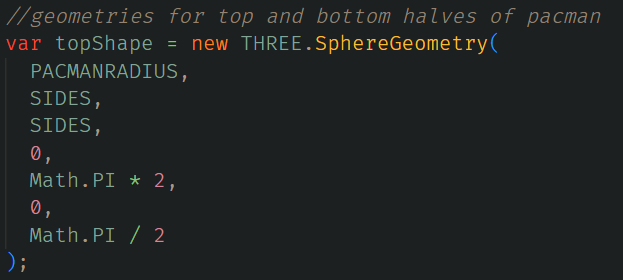 //geometries for top and bottom halves of pacman
var topShape = new THREE.SphereGeometry(
  PACMANRADIUS,
  SIDES,
  SIDES,
  0,
  Math.PI * 2,
  0,
  Math.PI / 2
);